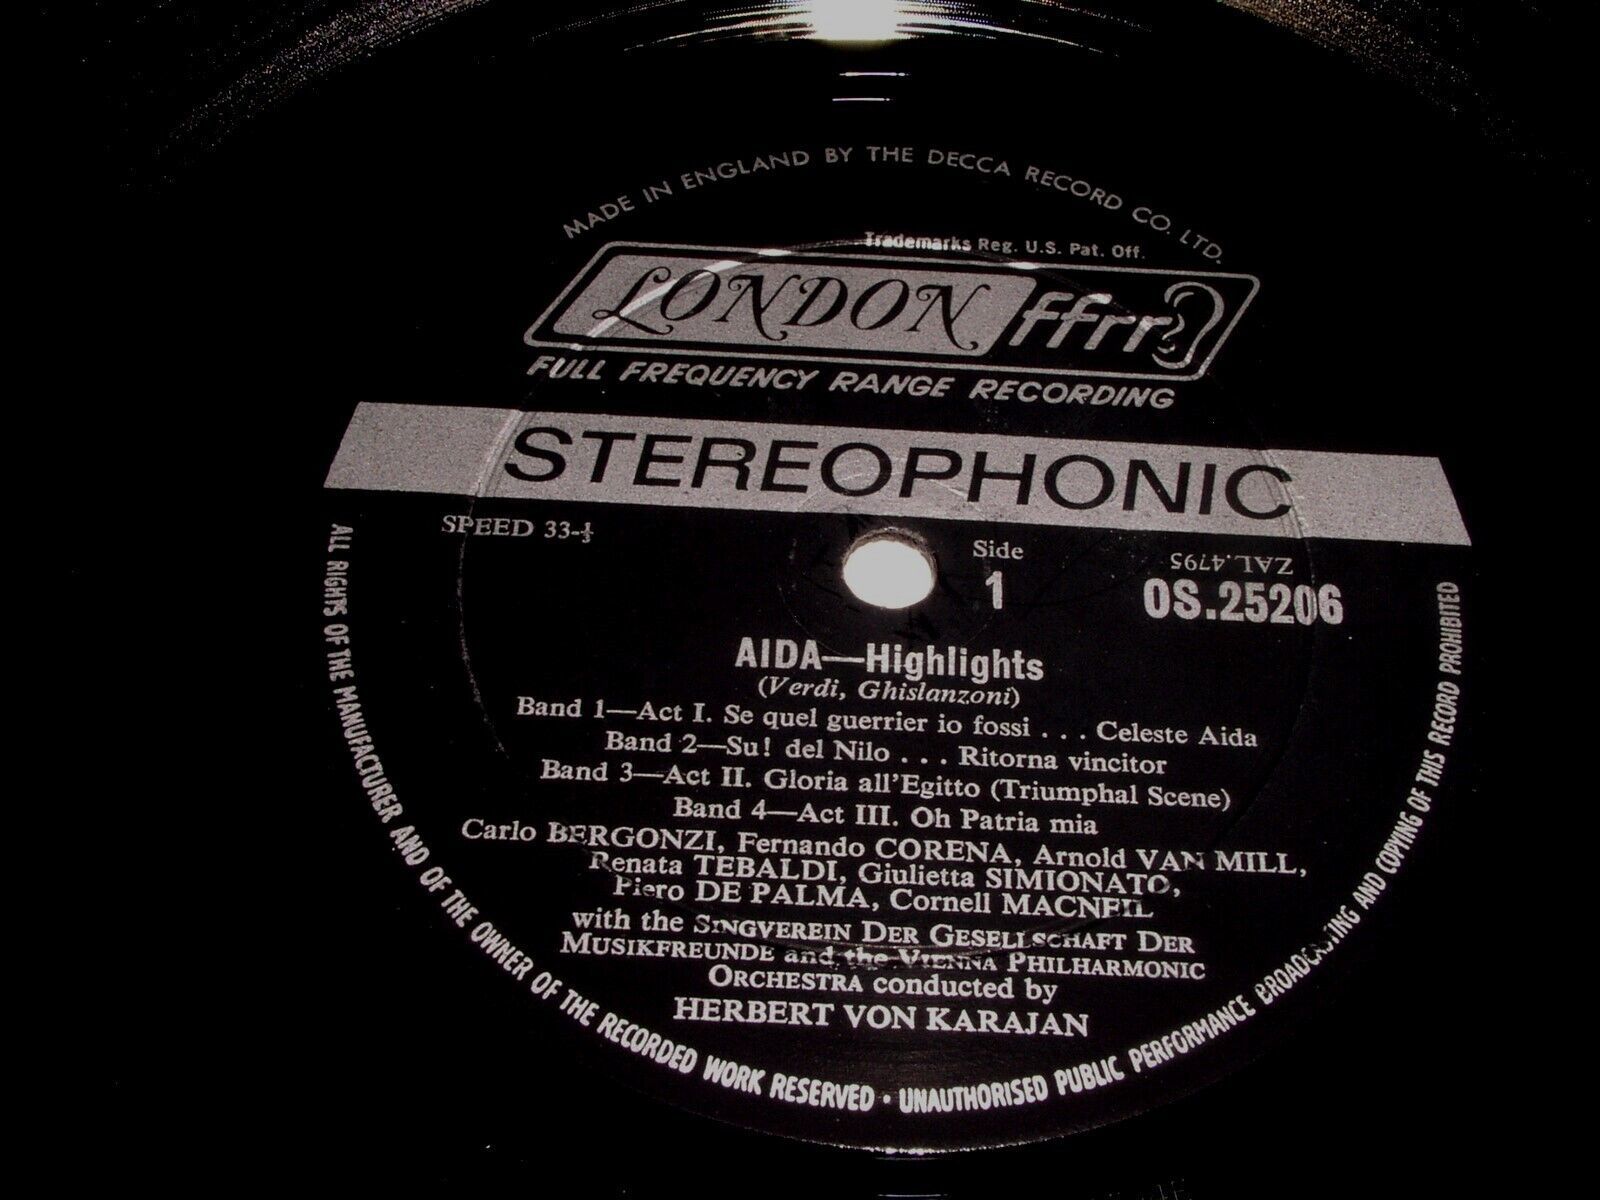 MADE IN ENGLAND BY THE DECCA RECORD CO. LTD.
Trademarks Reg. U.S. Pat. Off.
LONDON ffrr
FULL FREQUENCY RANGE RECORDING
STEREOPHONIC
SPEED 33-⅓
Side
1
ZAL.4795
OS.25206
AIDA—Highlights
(Verdi, Ghislanzoni)
Band 1—Act I. Se quel guerrier io fossi . . . Celeste Aida
Band 2—Su! del Nilo . . . Ritorna vincitor
Band 3—Act II. Gloria all'Egitto (Triumphal Scene)
Band 4—Act III. Oh Patria mia
Carlo BERGONZI, Fernando CORENA, Arnold VAN MILL,
Renata TEBALDI, Giulietta SIMIONATO,
Piero DE PALMA, Cornell MACNEIL
with the SINGVEREIN DER GESELLSCHAFT DER
MUSIKFREUNDE and the VIENNA PHILHARMONIC
ORCHESTRA conducted by
HERBERT VON KARAJAN
ALL RIGHTS OF THE MANUFACTURER AND OF THE OWNER OF THE RECORDED WORK RESERVED · UNAUTHORISED PUBLIC PERFORMANCE BROADCASTING AND COPYING OF THIS RECORD PROHIBITED